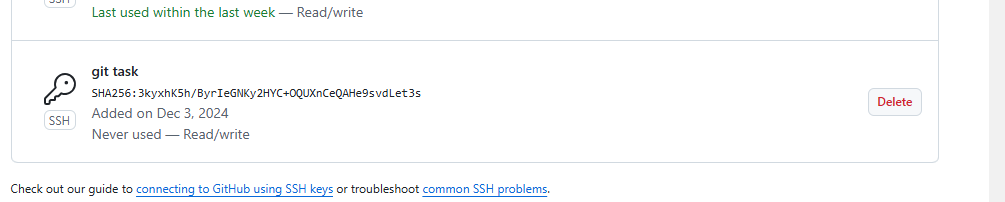 SSH
Last used within the last week — Read/write
git task
SHA256:3kyxhK5h/ByrIeGNKy2HYC+OQUXnCeQAHe9svdLet3s
SSH
Added on Dec 3, 2024
Never used — Read/write
Delete
Check out our guide to connecting to GitHub using SSH keys or troubleshoot common SSH problems.